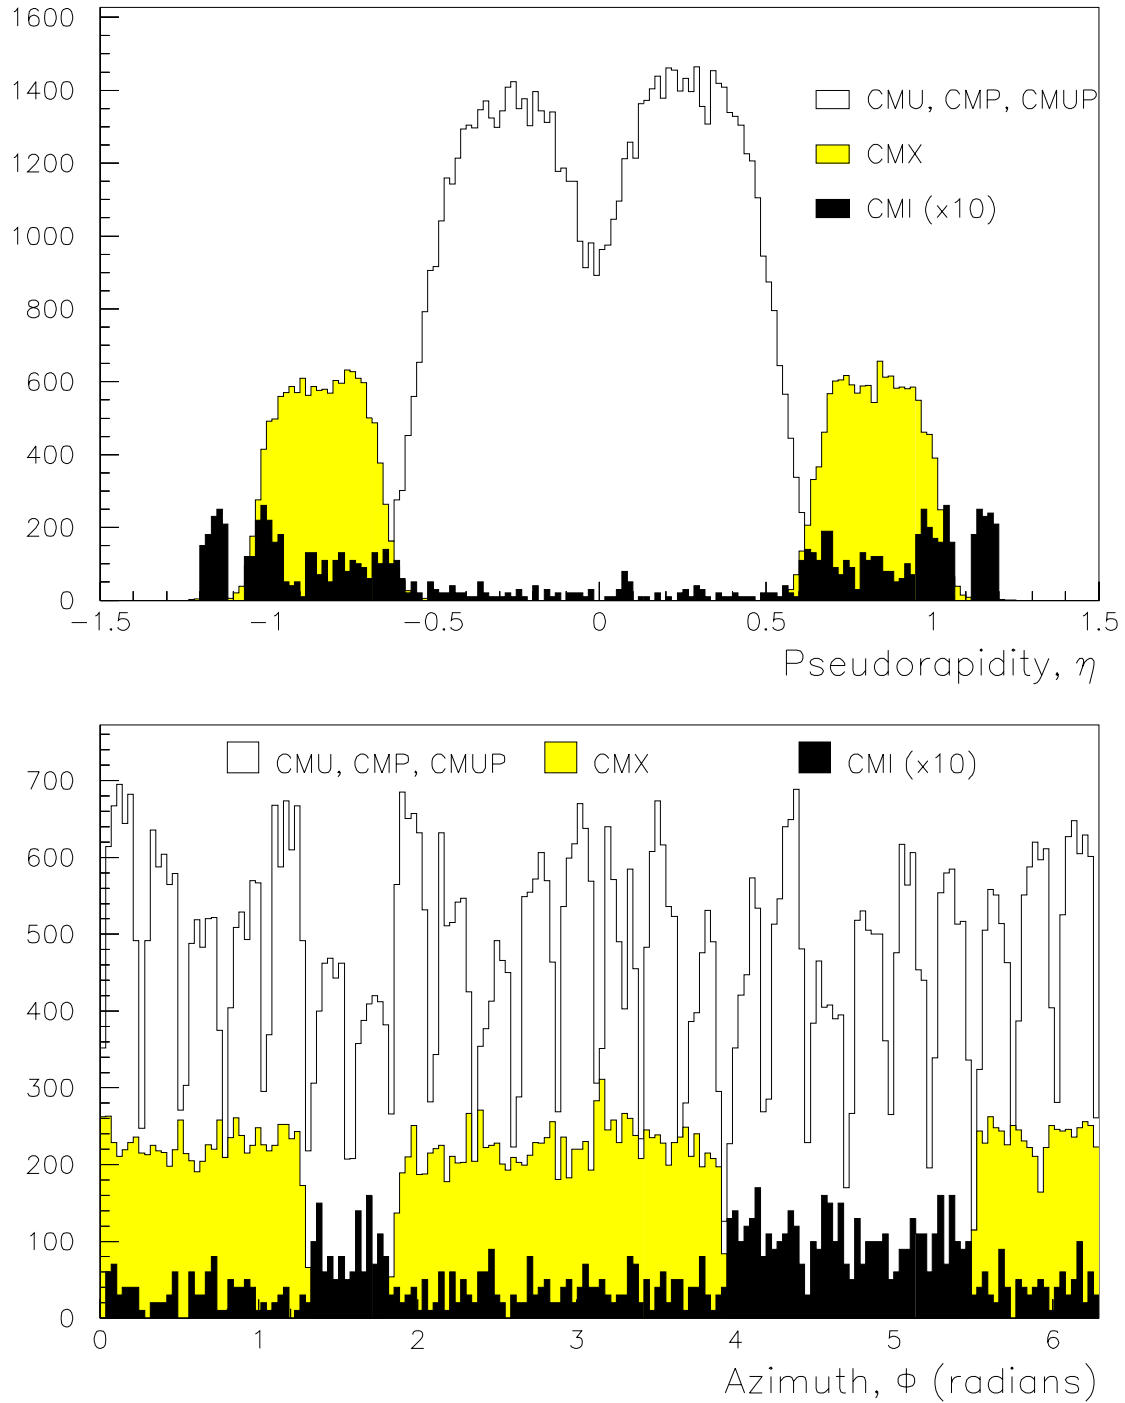 1600
1400
1200
1000
800
600
400
200
0
CMU, CMP, CMUP
CMX
CMI (x10)
−1.5 −1 −0.5 0 0.5 1 1.5
Pseudorapidity, η
700
600
500
400
300
200
100
0
CMU, CMP, CMUP CMX CMI (x10)
0 1 2 3 4 5 6
Azimuth, Φ (radians)